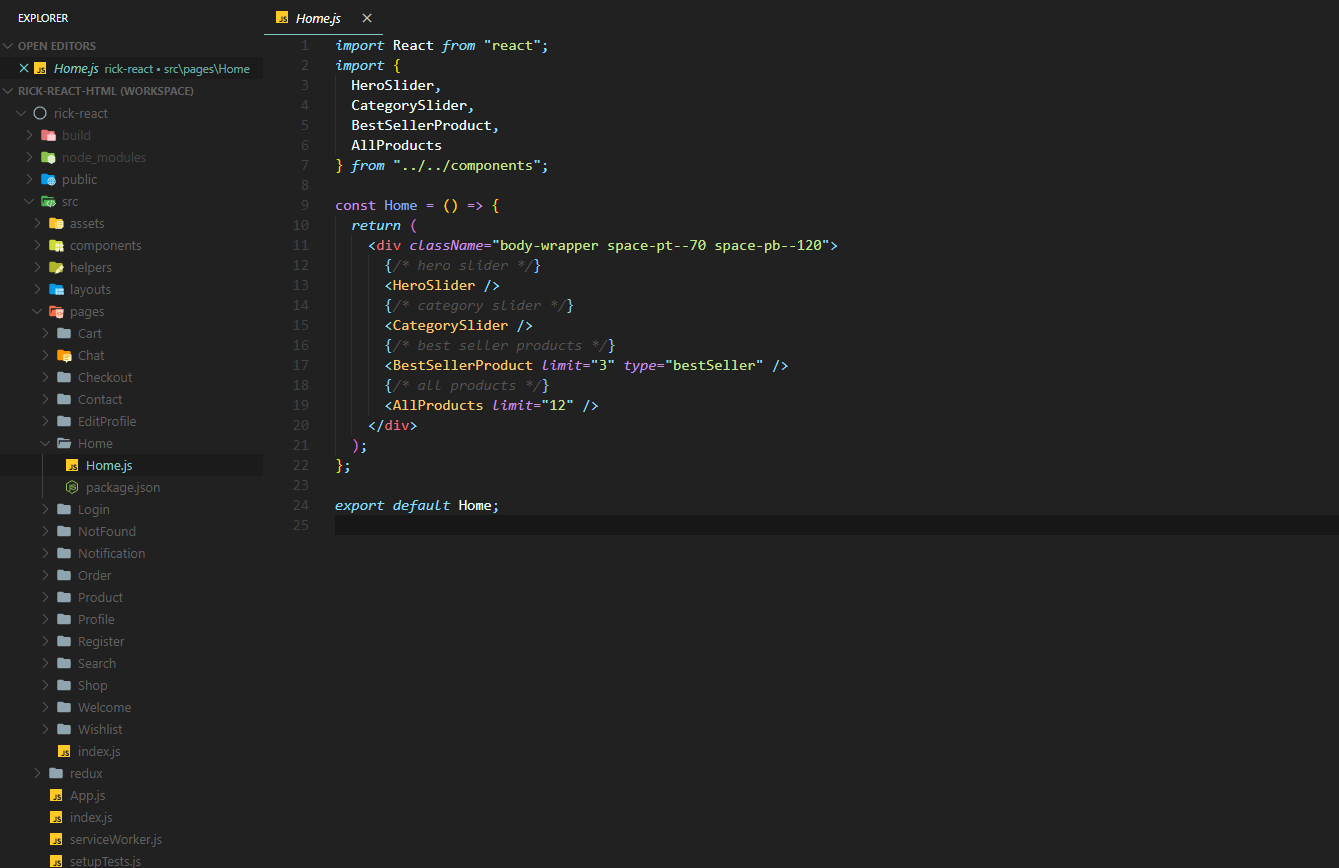 EXPLORER
OPEN EDITORS
Home.js rick-react • src\pages\Home
RICK-REACT-HTML (WORKSPACE)
rick-react
build
node_modules
public
src
assets
components
helpers
layouts
pages
Cart
Chat
Checkout
Contact
EditProfile
Home
Home.js
package.json
Login
NotFound
Notification
Order
Product
Profile
Register
Search
Shop
Welcome
Wishlist
index.js
redux
App.js
index.js
serviceWorker.js
setupTests.js
Home.js
1 import React from "react";
2 import {
3 HeroSlider,
4 CategorySlider,
5 BestSellerProduct,
6 AllProducts
7 } from "../../components";
8
9 const Home = () => {
10 return (
11 <div className="body-wrapper space-pt--70 space-pb--120">
12 {/* hero slider */}
13 <HeroSlider />
14 {/* category slider */}
15 <CategorySlider />
16 {/* best seller products */}
17 <BestSellerProduct limit="3" type="bestSeller" />
18 {/* all products */}
19 <AllProducts limit="12" />
20 </div>
21 );
22 };
23
24 export default Home;
25